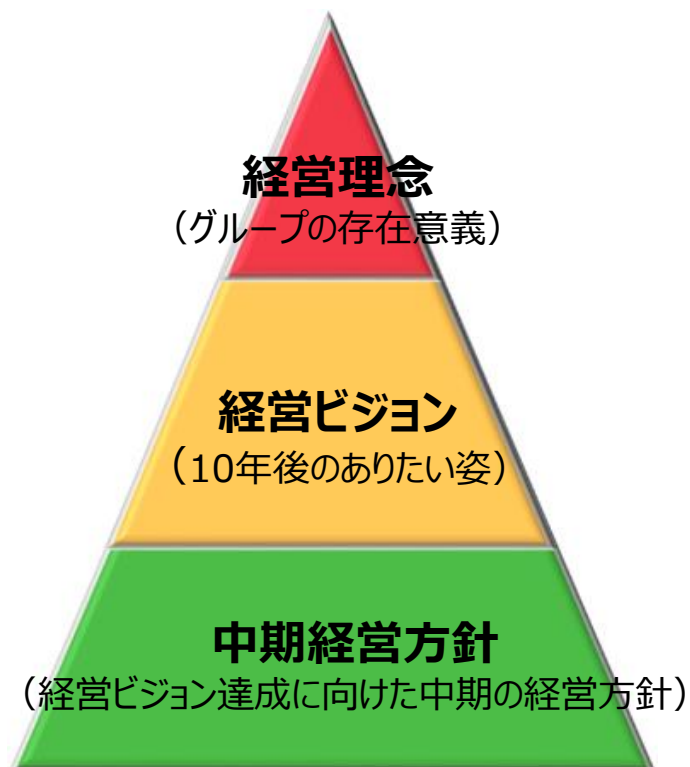 経営理念
（グループの存在意義）
経営ビジョン
（10年後のありたい姿）
中期経営方針
（経営ビジョン達成に向けた中期の経営方針）